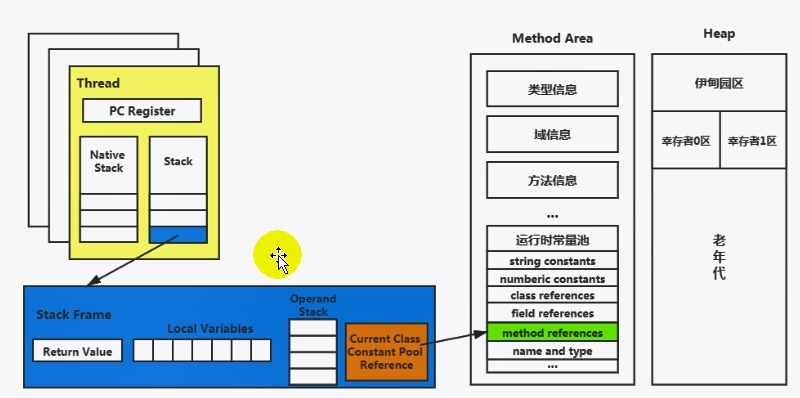 Thread
PC Register
Native
Stack
Stack
Stack Frame
Return Value
Local Variables
Operand
Stack
Current Class
Constant Pool
Reference
Method Area
类型信息
域信息
方法信息
...
运行时常量池
string constants
numberic constants
class references
field references
method references
name and type
...
Heap
伊甸园区
幸存者0区
幸存者1区
老
年
代